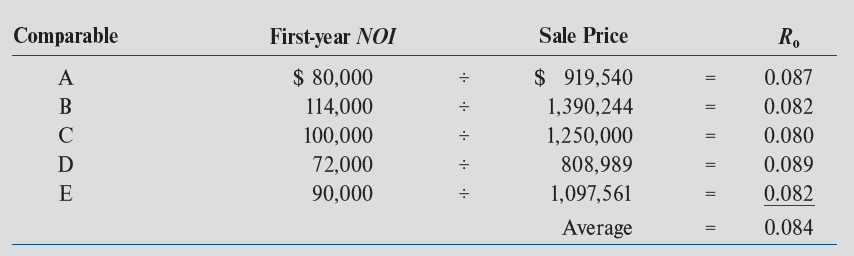 Comparable First-year NOI Sale Price Ro
A $ 80,000 ÷ $ 919,540 = 0.087
B 114,000 ÷ 1,390,244 = 0.082
C 100,000 ÷ 1,250,000 = 0.080
D 72,000 ÷ 808,989 = 0.089
E 90,000 ÷ 1,097,561 = 0.082
Average = 0.084